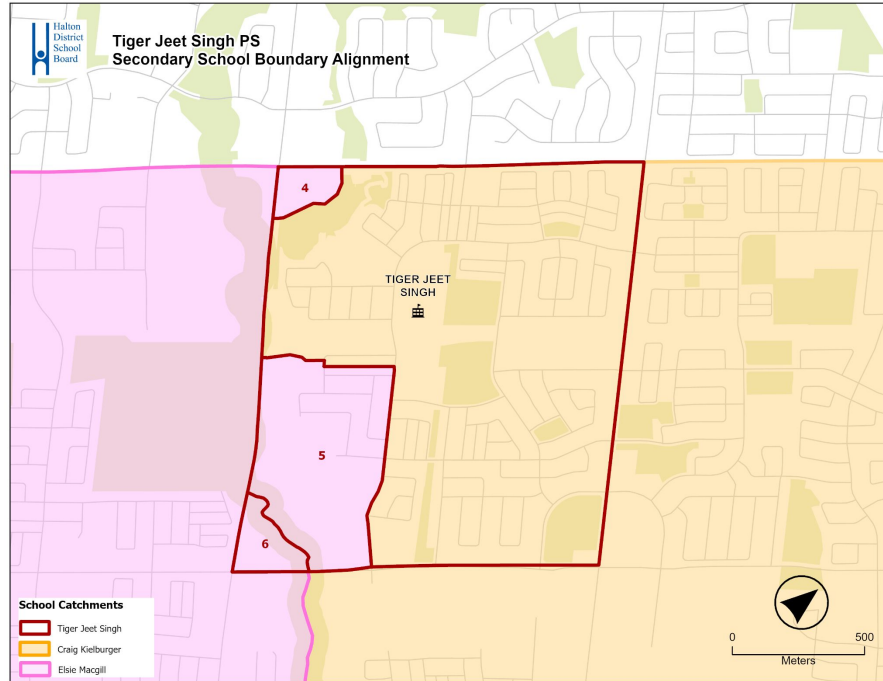 Halton
District
School
Board
Tiger Jeet Singh PS
Secondary School Boundary Alignment
4
TIGER JEET
SINGH
5
6
School Catchments
Tiger Jeet Singh
Craig Kielburger
Elsie Macgill
0 500
Meters